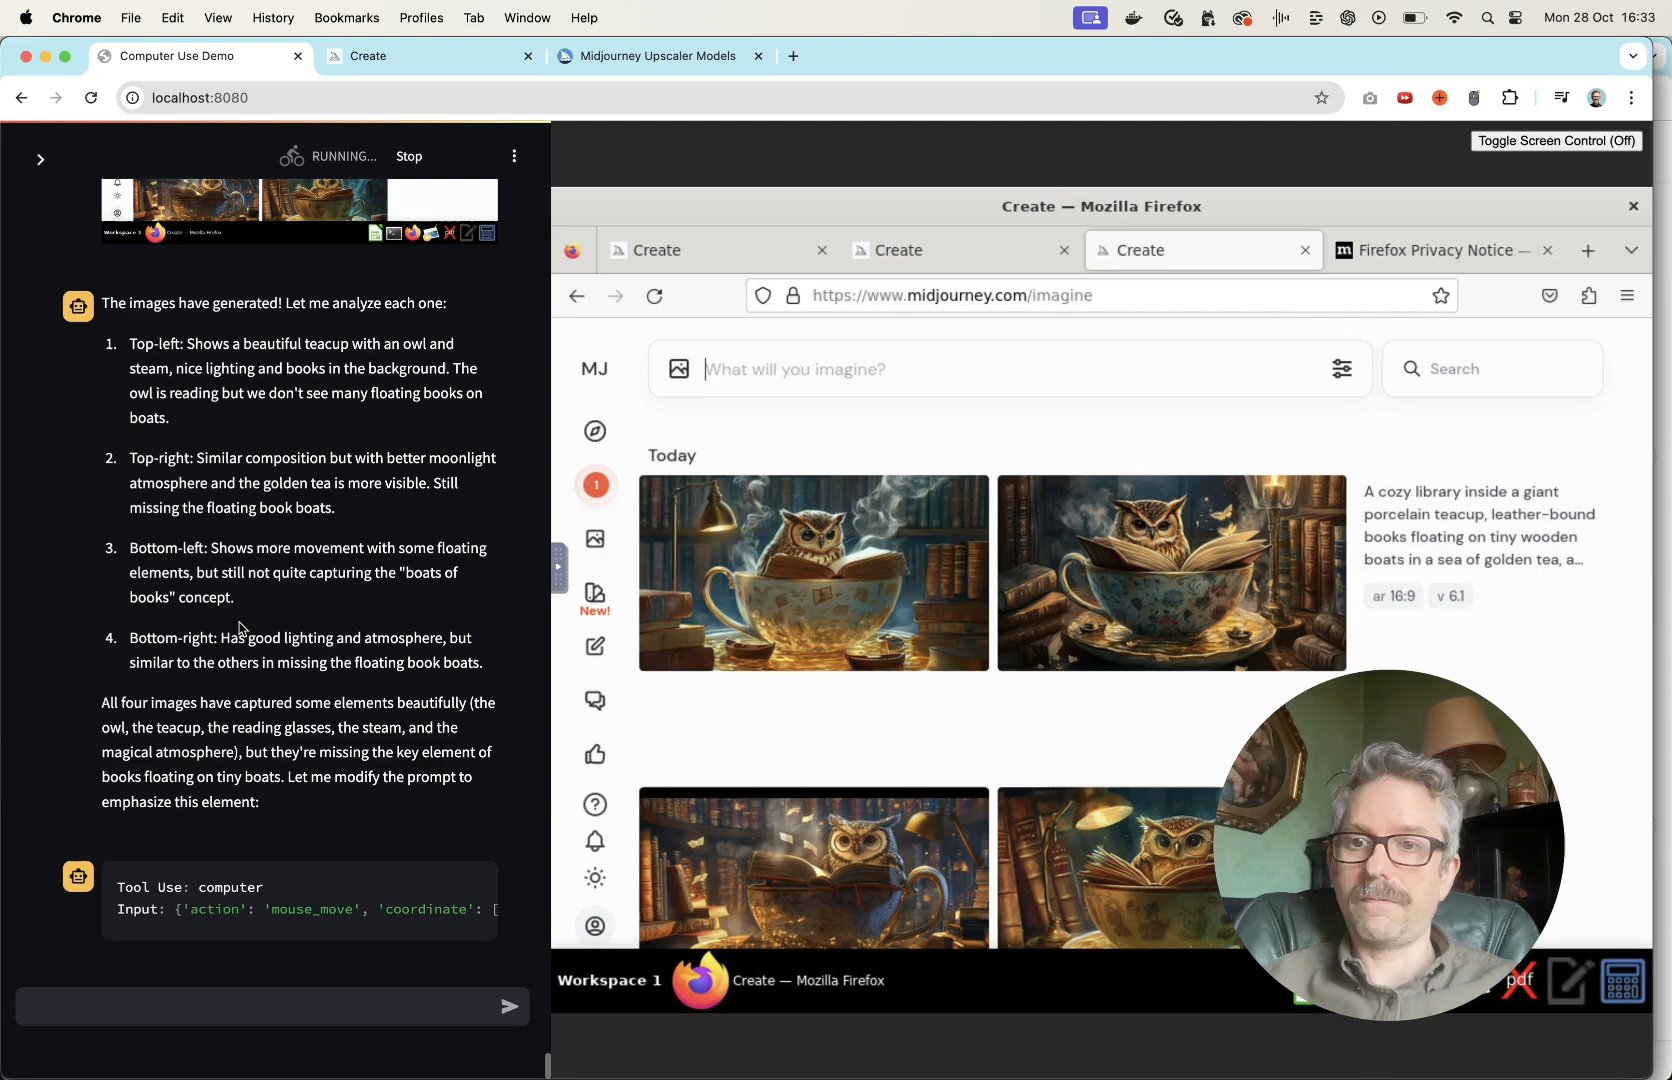 Chrome File Edit View History Bookmarks Profiles Tab Window Help
Mon 28 Oct 16:33
Computer Use Demo
Create
Midjourney Upscaler Models
localhost:8080
RUNNING...
Stop
Toggle Screen Control (Off)
Workspace 1
Create — Mozilla Firefox
The images have generated! Let me analyze each one:
1. Top-left: Shows a beautiful teacup with an owl and
steam, nice lighting and books in the background. The
owl is reading but we don't see many floating books on
boats.
2. Top-right: Similar composition but with better moonlight
atmosphere and the golden tea is more visible. Still
missing the floating book boats.
3. Bottom-left: Shows more movement with some floating
elements, but still not quite capturing the "boats of
books" concept.
4. Bottom-right: Has good lighting and atmosphere, but
similar to the others in missing the floating book boats.
All four images have captured some elements beautifully (the
owl, the teacup, the reading glasses, the steam, and the
magical atmosphere), but they're missing the key element of
books floating on tiny boats. Let me modify the prompt to
emphasize this element:
Tool Use: computer
Input: {'action': 'mouse_move', 'coordinate': [
Create — Mozilla Firefox
Create
Create
Create
Firefox Privacy Notice —
https://www.midjourney.com/imagine
MJ
What will you imagine?
Search
1
New!
Today
A cozy library inside a giant
porcelain teacup, leather-bound
books floating on tiny wooden
boats in a sea of golden tea, a...
ar 16:9
v 6.1
Workspace 1
Create — Mozilla Firefox
pdf